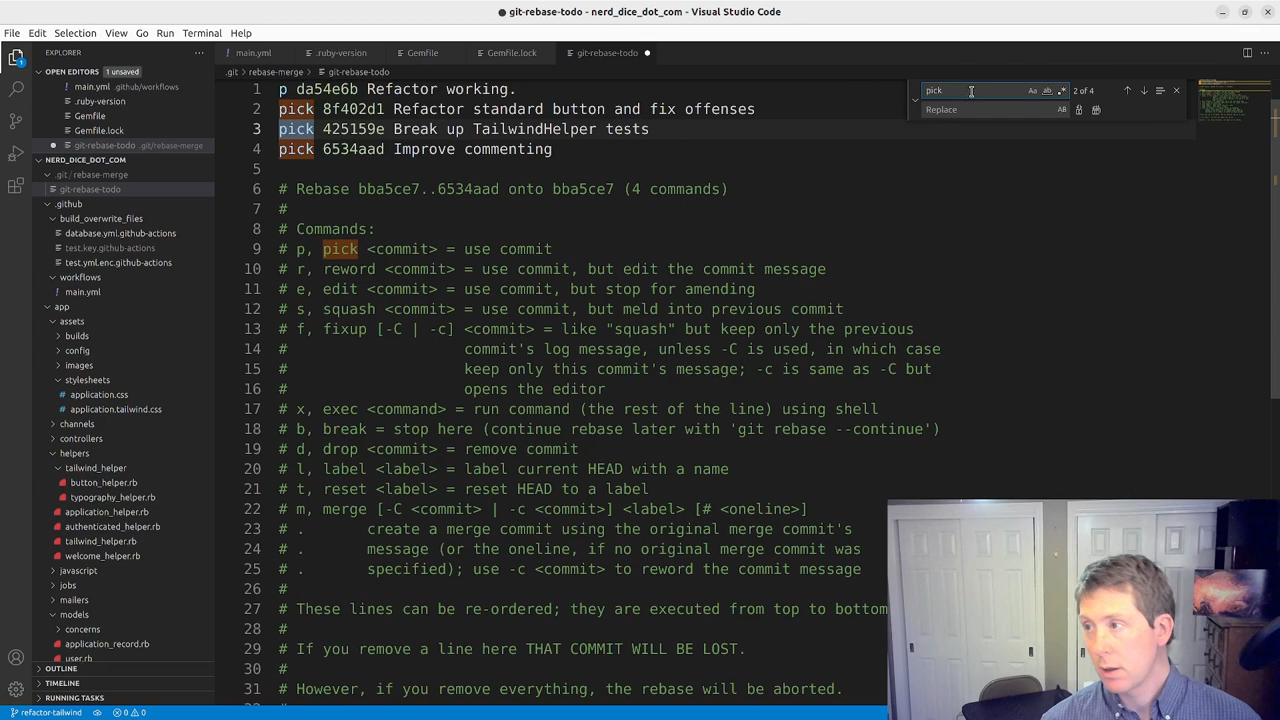 git-rebase-todo - nerd_dice_dot_com - Visual Studio Code
File Edit Selection View Go Run Terminal Help
EXPLORER
OPEN EDITORS 1 unsaved
main.yml .github/workflows
.ruby-version
Gemfile
Gemfile.lock
git-rebase-todo .git/rebase-merge
NERD_DICE_DOT_COM
.git / rebase-merge
git-rebase-todo
.github
build_overwrite_files
database.yml.github-actions
test.key.github-actions
test.yml.enc.github-actions
workflows
main.yml
app
assets
builds
config
images
stylesheets
application.css
application.tailwind.css
channels
controllers
helpers
tailwind_helper
button_helper.rb
typography_helper.rb
application_helper.rb
authenticated_helper.rb
tailwind_helper.rb
welcome_helper.rb
javascript
jobs
mailers
models
concerns
application_record.rb
user.rb
OUTLINE
TIMELINE
RUNNING TASKS
main.yml .ruby-version Gemfile Gemfile.lock git-rebase-todo
.git > rebase-merge > git-rebase-todo
pick Aa ab 2 of 4
Replace AB
1 p da54e6b Refactor working.
2 pick 8f402d1 Refactor standard button and fix offenses
3 pick 425159e Break up TailwindHelper tests
4 pick 6534aad Improve commenting
5
6 # Rebase bba5ce7..6534aad onto bba5ce7 (4 commands)
7 #
8 # Commands:
9 # p, pick <commit> = use commit
10 # r, reword <commit> = use commit, but edit the commit message
11 # e, edit <commit> = use commit, but stop for amending
12 # s, squash <commit> = use commit, but meld into previous commit
13 # f, fixup [-C | -c] <commit> = like "squash" but keep only the previous
14 # commit's log message, unless -C is used, in which case
15 # keep only this commit's message; -c is same as -C but
16 # opens the editor
17 # x, exec <command> = run command (the rest of the line) using shell
18 # b, break = stop here (continue rebase later with 'git rebase --continue')
19 # d, drop <commit> = remove commit
20 # l, label <label> = label current HEAD with a name
21 # t, reset <label> = reset HEAD to a label
22 # m, merge [-C <commit> | -c <commit>] <label> [# <oneline>]
23 # . create a merge commit using the original merge commit's
24 # . message (or the oneline, if no original merge commit was
25 # . specified); use -c <commit> to reword the commit message
26 #
27 # These lines can be re-ordered; they are executed from top to bottom
28 #
29 # If you remove a line here THAT COMMIT WILL BE LOST.
30 #
31 # However, if you remove everything, the rebase will be aborted.
refactor-tailwind 0 0